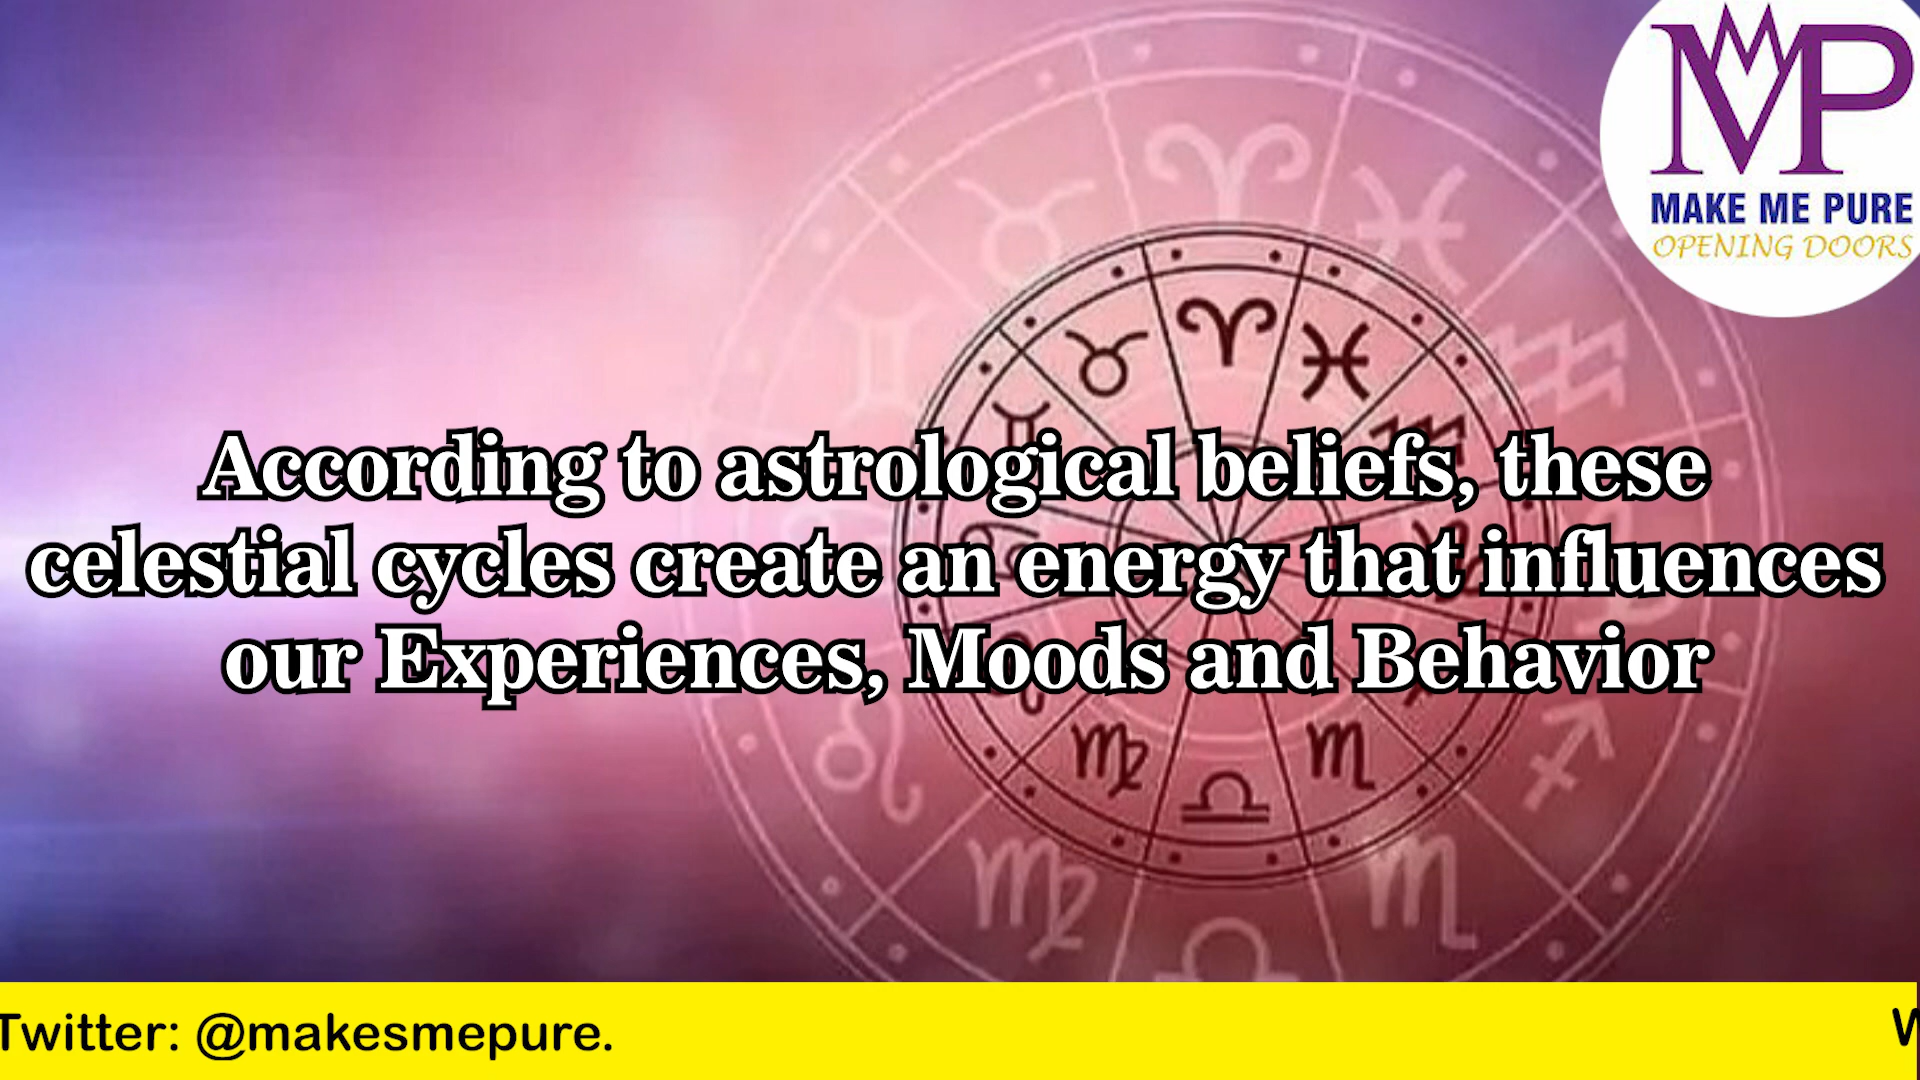 MP
MAKE ME PURE
OPENING DOORS
According to astrological beliefs, these
celestial cycles create an energy that influences
our Experiences, Moods and Behavior
Twitter: @makesmepure.